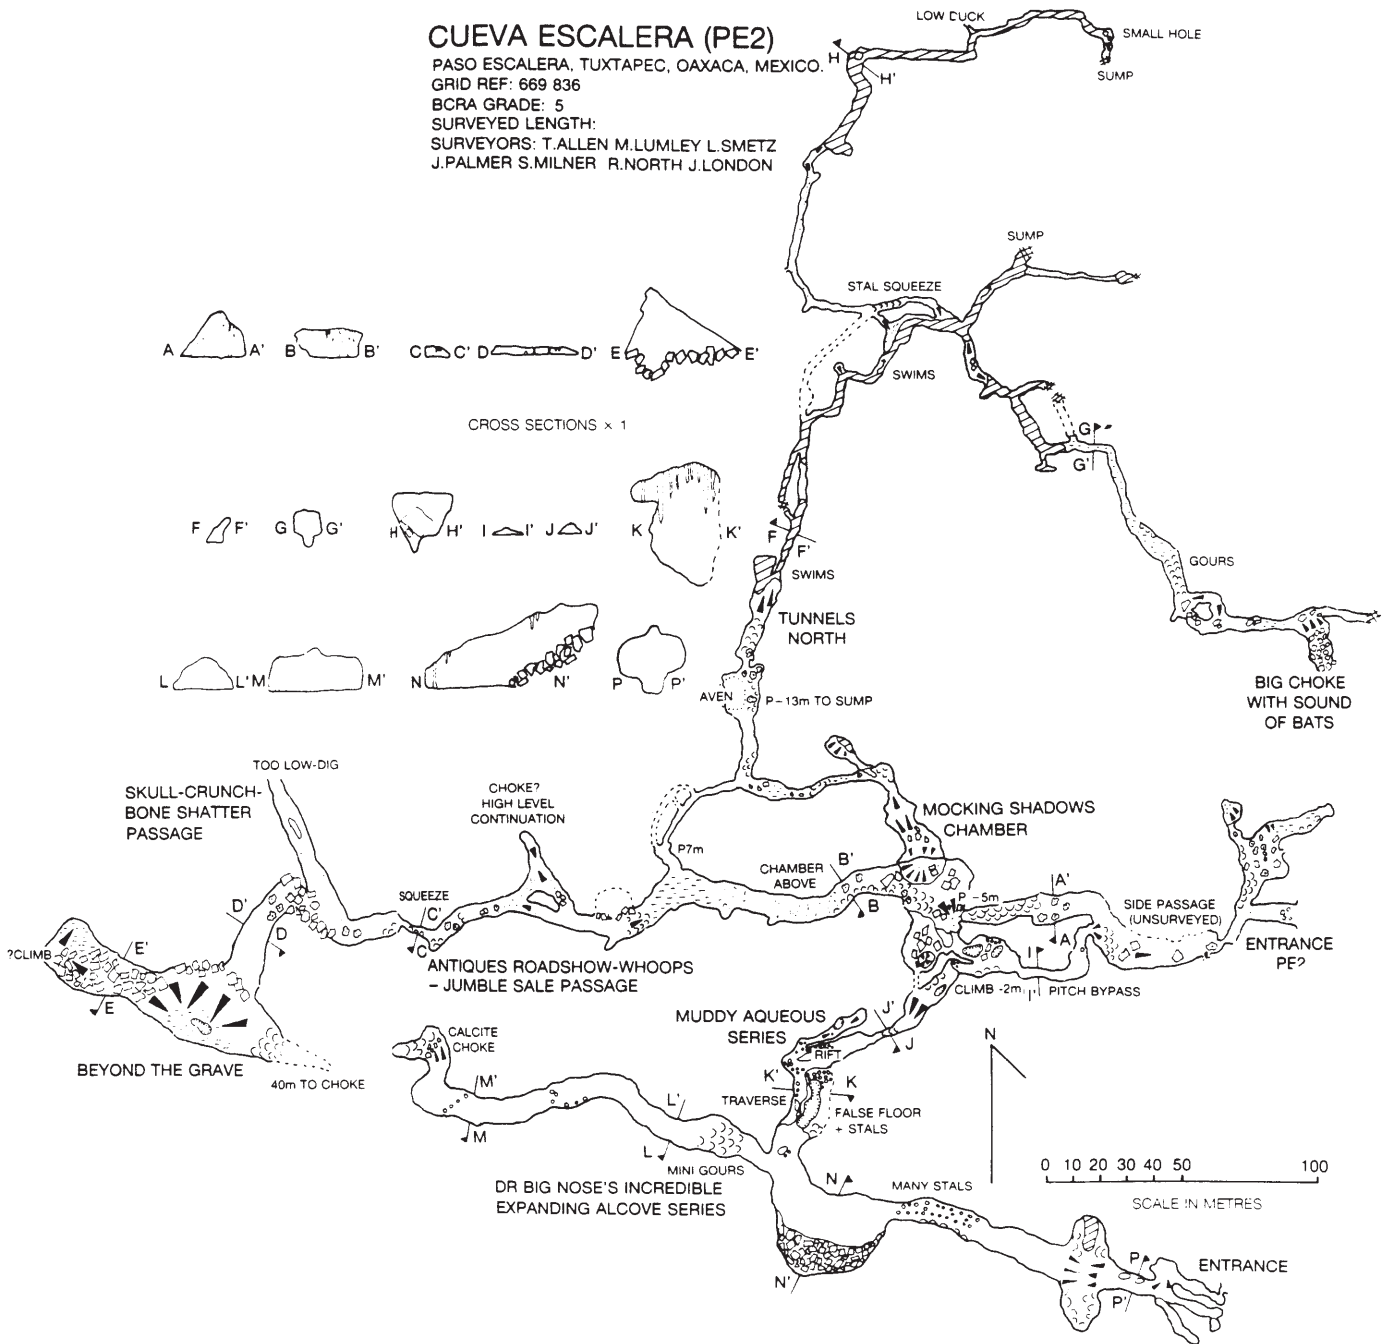 CUEVA ESCALERA (PE2)
PASO ESCALERA, TUXTAPEC, OAXACA, MEXICO.
GRID REF: 669 836
BCRA GRADE: 5
SURVEYED LENGTH:
SURVEYORS: T.ALLEN M.LUMLEY L.SMETZ
J.PALMER S.MILNER R.NORTH J.LONDON
LOW DUCK
SMALL HOLE
SUMP
H
H'
SUMP
STAL SQUEEZE
SWIMS
A A' B B' C C' D D' E E'
CROSS SECTIONS × 1
G
G'
F F' G G' H H' I I' J J' K K'
F
F'
SWIMS
GOURS
TUNNELS
NORTH
L L' M M' N N' P P'
AVEN
P–13m TO SUMP
BIG CHOKE
WITH SOUND
OF BATS
TOO LOW-DIG
SKULL-CRUNCH-
BONE SHATTER
PASSAGE
CHOKE?
HIGH LEVEL
CONTINUATION
MOCKING SHADOWS
CHAMBER
P7m
CHAMBER
ABOVE
B'
B
P –5m
A'
A
SIDE PASSAGE
(UNSURVEYED)
SQUEEZE
C'
C
D'
D
E'
E
?CLIMB
ENTRANCE
PE?
ANTIQUES ROADSHOW-WHOOPS
– JUMBLE SALE PASSAGE
I
I'
CLIMB -2m
PITCH BYPASS
MUDDY AQUEOUS
SERIES
J'
J
N
BEYOND THE GRAVE
40m TO CHOKE
CALCITE
CHOKE
RIFT
K'
K
TRAVERSE
FALSE FLOOR
+ STALS
M'
M
L'
L
MINI GOURS
N
MANY STALS
0 10 20 30 40 50 100
SCALE IN METRES
DR BIG NOSE'S INCREDIBLE
EXPANDING ALCOVE SERIES
N'
P
P'
ENTRANCE